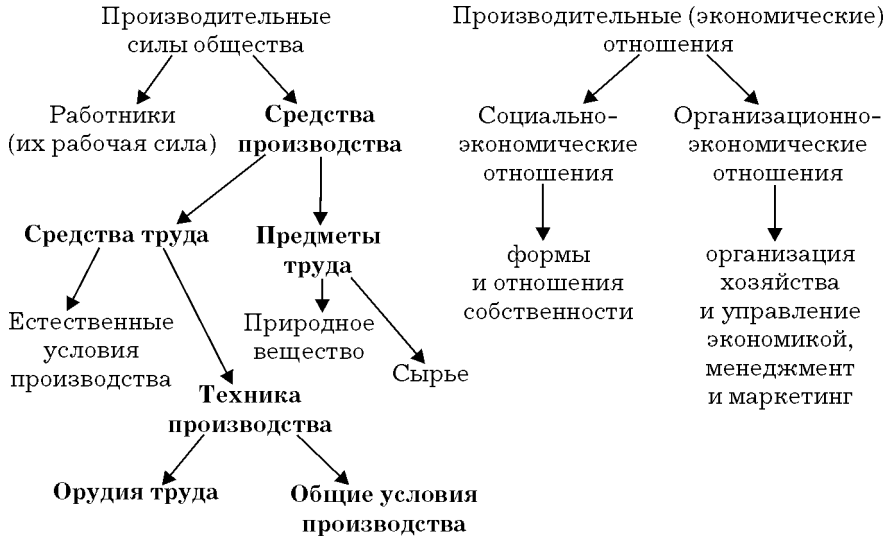 Производительные
силы общества
Производительные (экономические)
отношения
Работники
(их рабочая сила)
Средства
производства
Социально-
экономические
отношения
Организационно-
экономические
отношения
Средства труда
Предметы
труда
формы
и отношения
собственности
организация
хозяйства
и управление
экономикой,
менеджмент
и маркетинг
Естественные
условия
производства
Природное
вещество
Сырье
Техника
производства
Орудия труда
Общие условия
производства